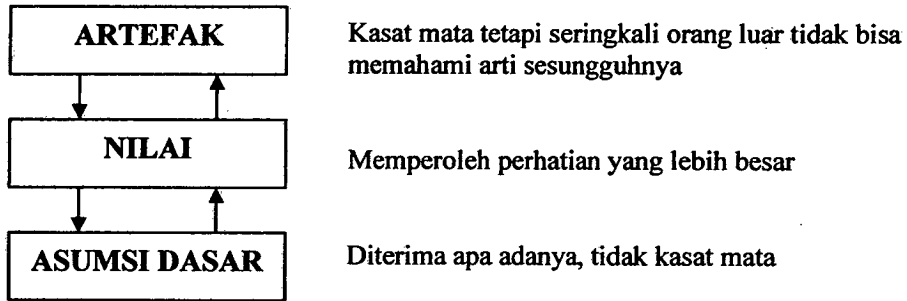 ARTEFAK
Kasat mata tetapi seringkali orang luar tidak bisa
memahami arti sesungguhnya
NILAI
Memperoleh perhatian yang lebih besar
ASUMSI DASAR
Diterima apa adanya, tidak kasat mata